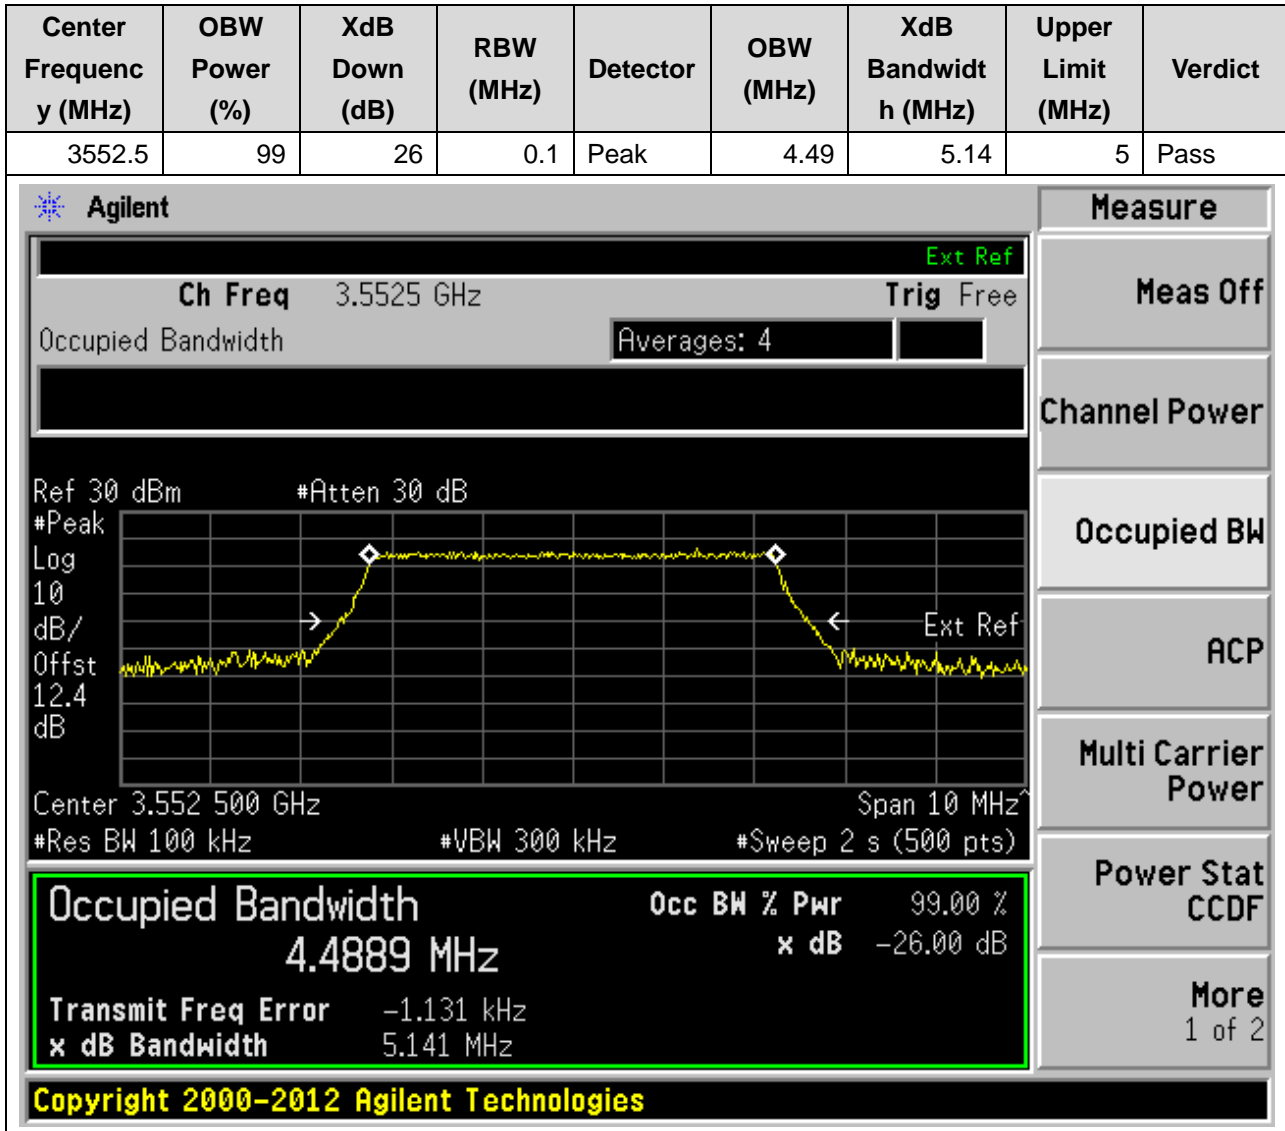 Center Frequenc y (MHz) OBW Power (%) XdB Down (dB) RBW (MHz) Detector OBW (MHz) XdB Bandwidt h (MHz) Upper Limit (MHz) Verdict
3552.5 99 26 0.1 Peak 4.49 5.14 5 Pass
Agilent
Ext Ref
Ch Freq 3.5525 GHz Trig Free
Occupied Bandwidth Averages: 4
Ref 30 dBm #Atten 30 dB
#Peak
Log
10
dB/
Offst
12.4
dB
Ext Ref
Center 3.552 500 GHz Span 10 MHz^
#Res BW 100 kHz #VBW 300 kHz #Sweep 2 s (500 pts)
Occupied Bandwidth
4.4889 MHz
Occ BW % Pwr 99.00 %
x dB -26.00 dB
Transmit Freq Error -1.131 kHz
x dB Bandwidth 5.141 MHz
Copyright 2000-2012 Agilent Technologies
Measure
Meas Off
Channel Power
Occupied BW
ACP
Multi Carrier
Power
Power Stat
CCDF
More
1 of 2